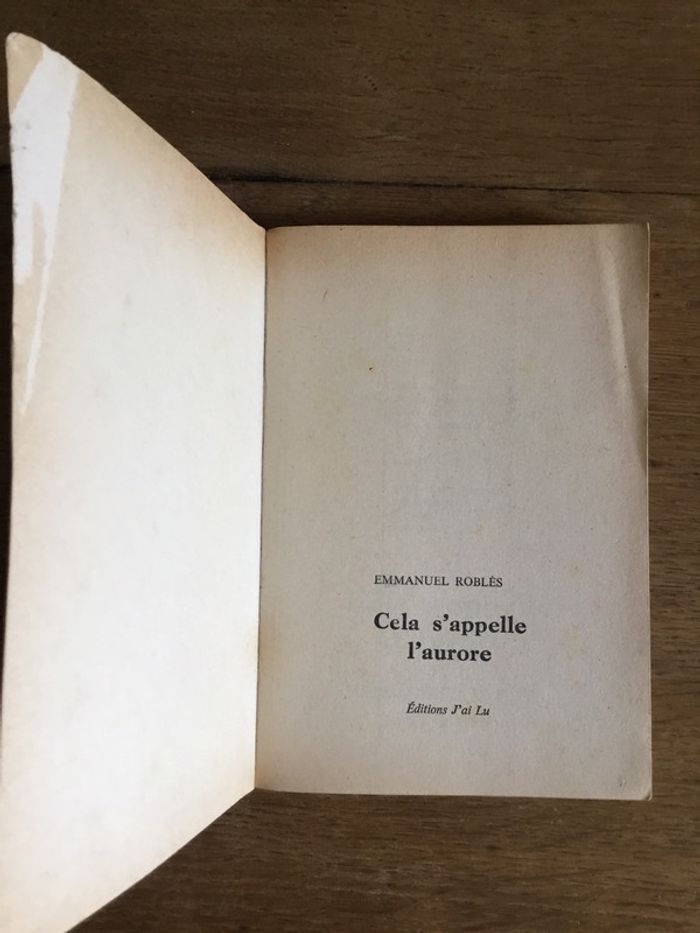 EMMANUEL ROBLÈS
Cela s'appelle
l'aurore
Éditions J'ai Lu